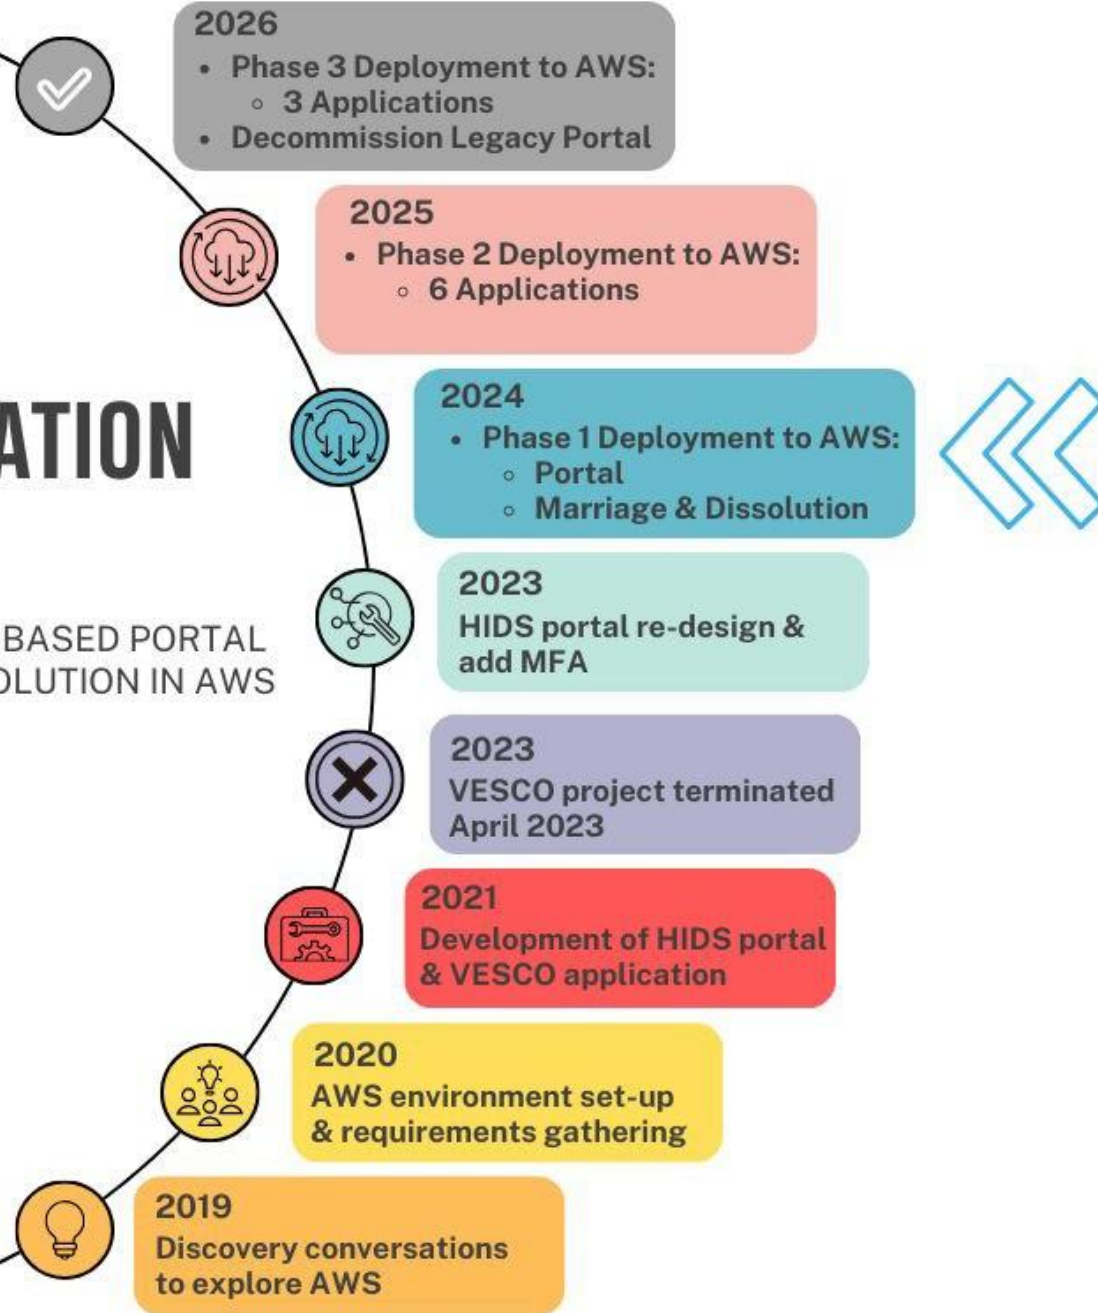 2026
• Phase 3 Deployment to AWS:
◦ 3 Applications
• Decommission Legacy Portal
2025
• Phase 2 Deployment to AWS:
◦ 6 Applications
ATION
2024
• Phase 1 Deployment to AWS:
◦ Portal
◦ Marriage & Dissolution
BASED PORTAL
OLUTION IN AWS
2023
HIDS portal re-design &
add MFA
2023
VESCO project terminated
April 2023
2021
Development of HIDS portal
& VESCO application
2020
AWS environment set-up
& requirements gathering
2019
Discovery conversations
to explore AWS